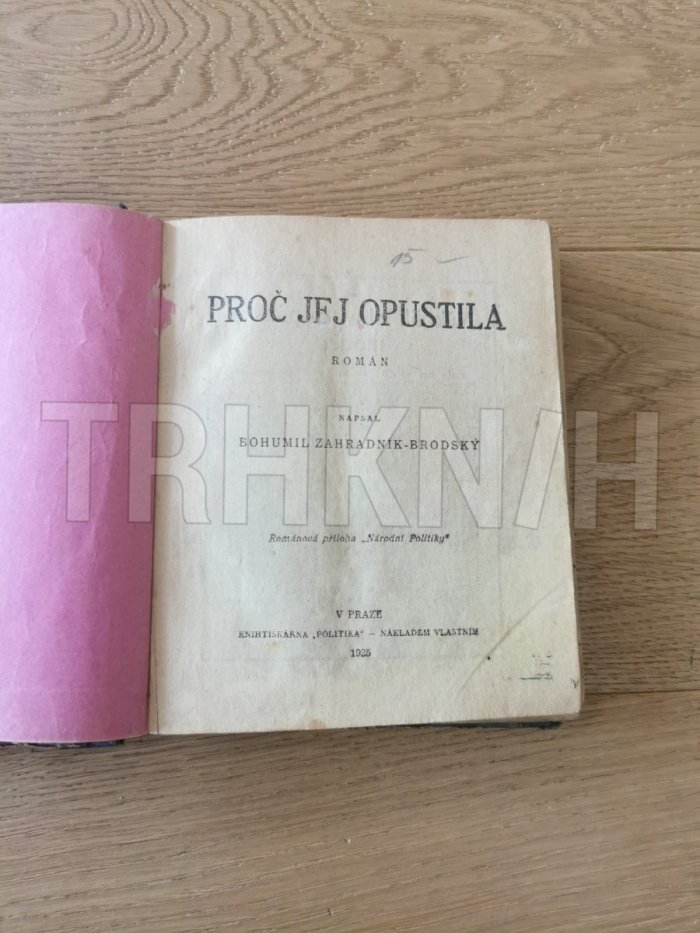 15 —
PROČ JEJ OPUSTILA
ROMÁN
NAPSAL
BOHUMIL ZAHRADNÍK-BRODSKÝ
TRHKNIH
Románová příloha „Národní Politiky“
V PRAZE
KNIHTISKÁRNA „POLITIKA“ – NÁKLADEM VLASTNÍM
1925